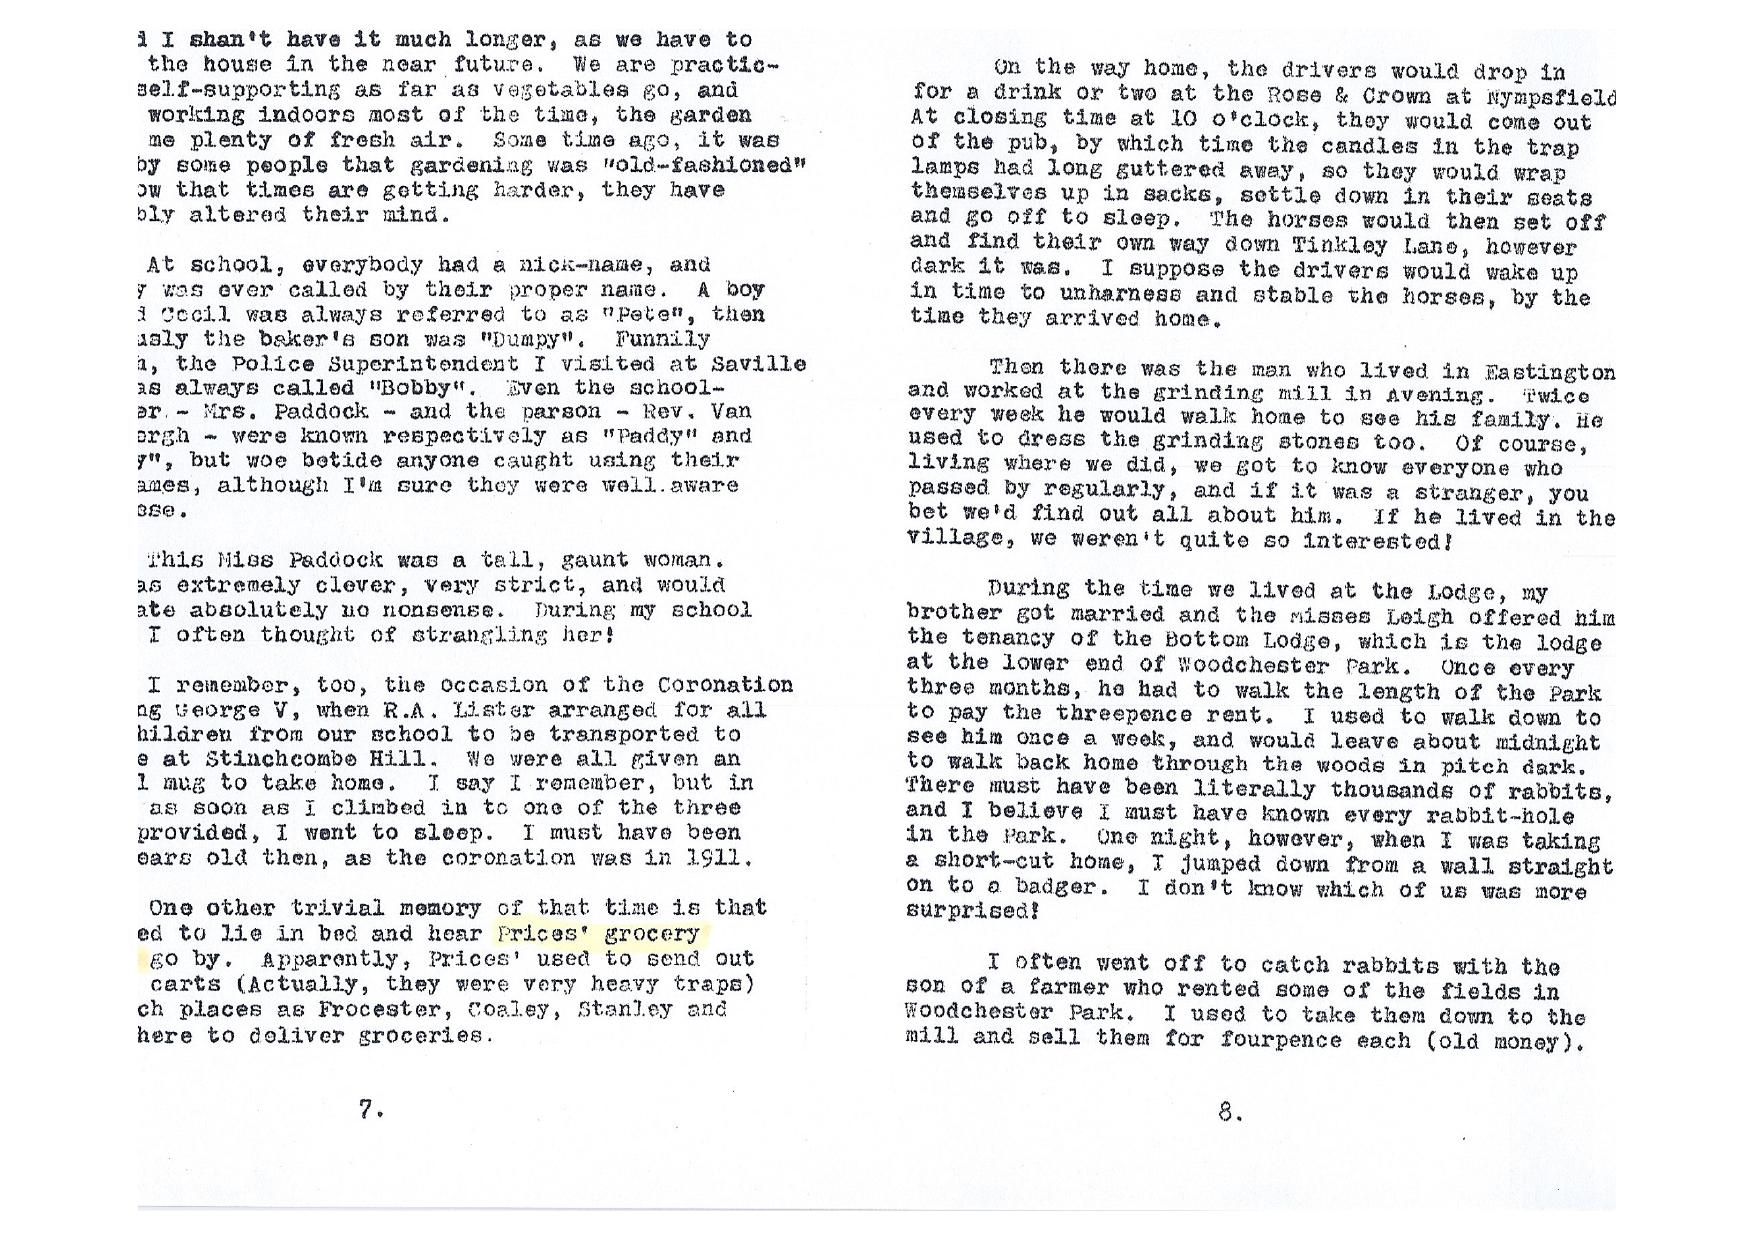 I shan't have it much longer, as we have to
the house in the near future. We are practic-
self-supporting as far as vegetables go, and
working indoors most of the time, the garden
me plenty of fresh air. Some time ago, it was
by some people that gardening was "old-fashioned"
ow that times are getting harder, they have
bly altered their mind.
At school, everybody had a nick-name, and
y was ever called by their proper name. A boy
d Cecil was always referred to as "Pete", then
usly the baker's son was "Dumpy". Funnily
h, the Police Superintendent I visited at Saville
as always called "Bobby". Even the school-
er - Mrs. Paddock - and the parson - Rev. Van
ergh - were known respectively as "Paddy" and
y", but woe betide anyone caught using their
ames, although I'm sure they were well aware
ose.
This Miss Paddock was a tall, gaunt woman.
as extremely clever, very strict, and would
ate absolutely no nonsense. During my school
I often thought of strangling her!
I remember, too, the occasion of the Coronation
ng George V, when R.A. Lister arranged for all
hildren from our school to be transported to
e at Stinchcombe Hill. We were all given an
l mug to take home. I say I remember, but in
as soon as I climbed in to one of the three
provided, I went to sleep. I must have been
ears old then, as the coronation was in 1911.
One other trivial memory of that time is that
ed to lie in bed and hear Prices' grocery
go by. Apparently, Prices' used to send out
carts (Actually, they were very heavy traps)
ch places as Frocester, Coaley, Stanley and
here to deliver groceries.
7.
On the way home, the drivers would drop in
for a drink or two at the Rose & Crown at Nympsfield
At closing time at 10 o'clock, they would come out
of the pub, by which time the candles in the trap
lamps had long guttered away, so they would wrap
themselves up in sacks, settle down in their seats
and go off to sleep. The horses would then set off
and find their own way down Tinkley Lane, however
dark it was. I suppose the drivers would wake up
in time to unharness and stable the horses, by the
time they arrived home.
Then there was the man who lived in Eastington
and worked at the grinding mill in Avening. Twice
every week he would walk home to see his family. He
used to dress the grinding stones too. Of course,
living where we did, we got to know everyone who
passed by regularly, and if it was a stranger, you
bet we'd find out all about him. If he lived in the
village, we weren't quite so interested!
During the time we lived at the Lodge, my
brother got married and the Misses Leigh offered him
the tenancy of the Bottom Lodge, which is the lodge
at the lower end of Woodchester Park. Once every
three months, he had to walk the length of the Park
to pay the threepence rent. I used to walk down to
see him once a week, and would leave about midnight
to walk back home through the woods in pitch dark.
There must have been literally thousands of rabbits,
and I believe I must have known every rabbit-hole
in the Park. One night, however, when I was taking
a short-cut home, I jumped down from a wall straight
on to a badger. I don't know which of us was more
surprised!
I often went off to catch rabbits with the
son of a farmer who rented some of the fields in
Woodchester Park. I used to take them down to the
mill and sell them for fourpence each (old money).
8.